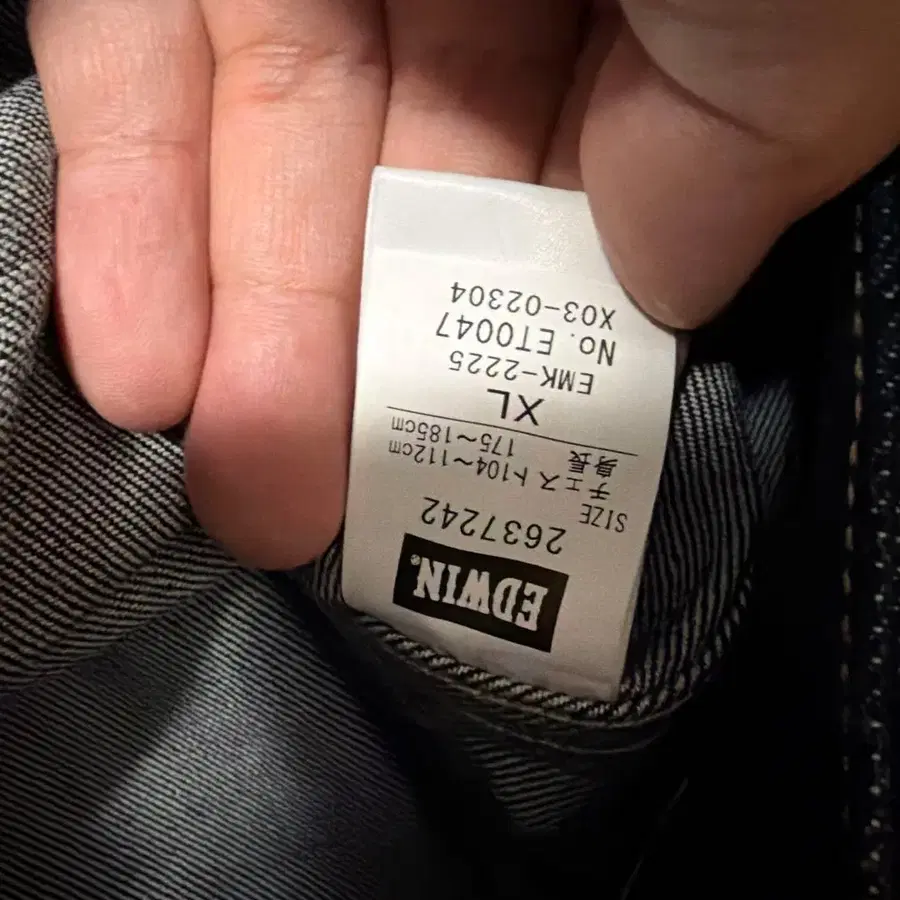 EDWIN®
2637242
SIZE
チェスト104~112cm
身長 175~185cm
XL
EMK-2225
No. ET0047
X03-02304